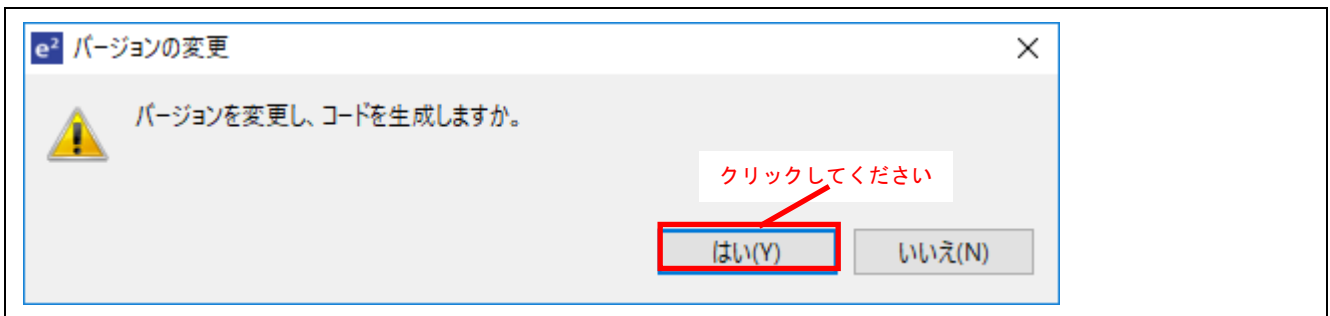 e² バージョンの変更
バージョンを変更し、コードを生成しますか。
クリックしてください
はい(Y)
いいえ(N)